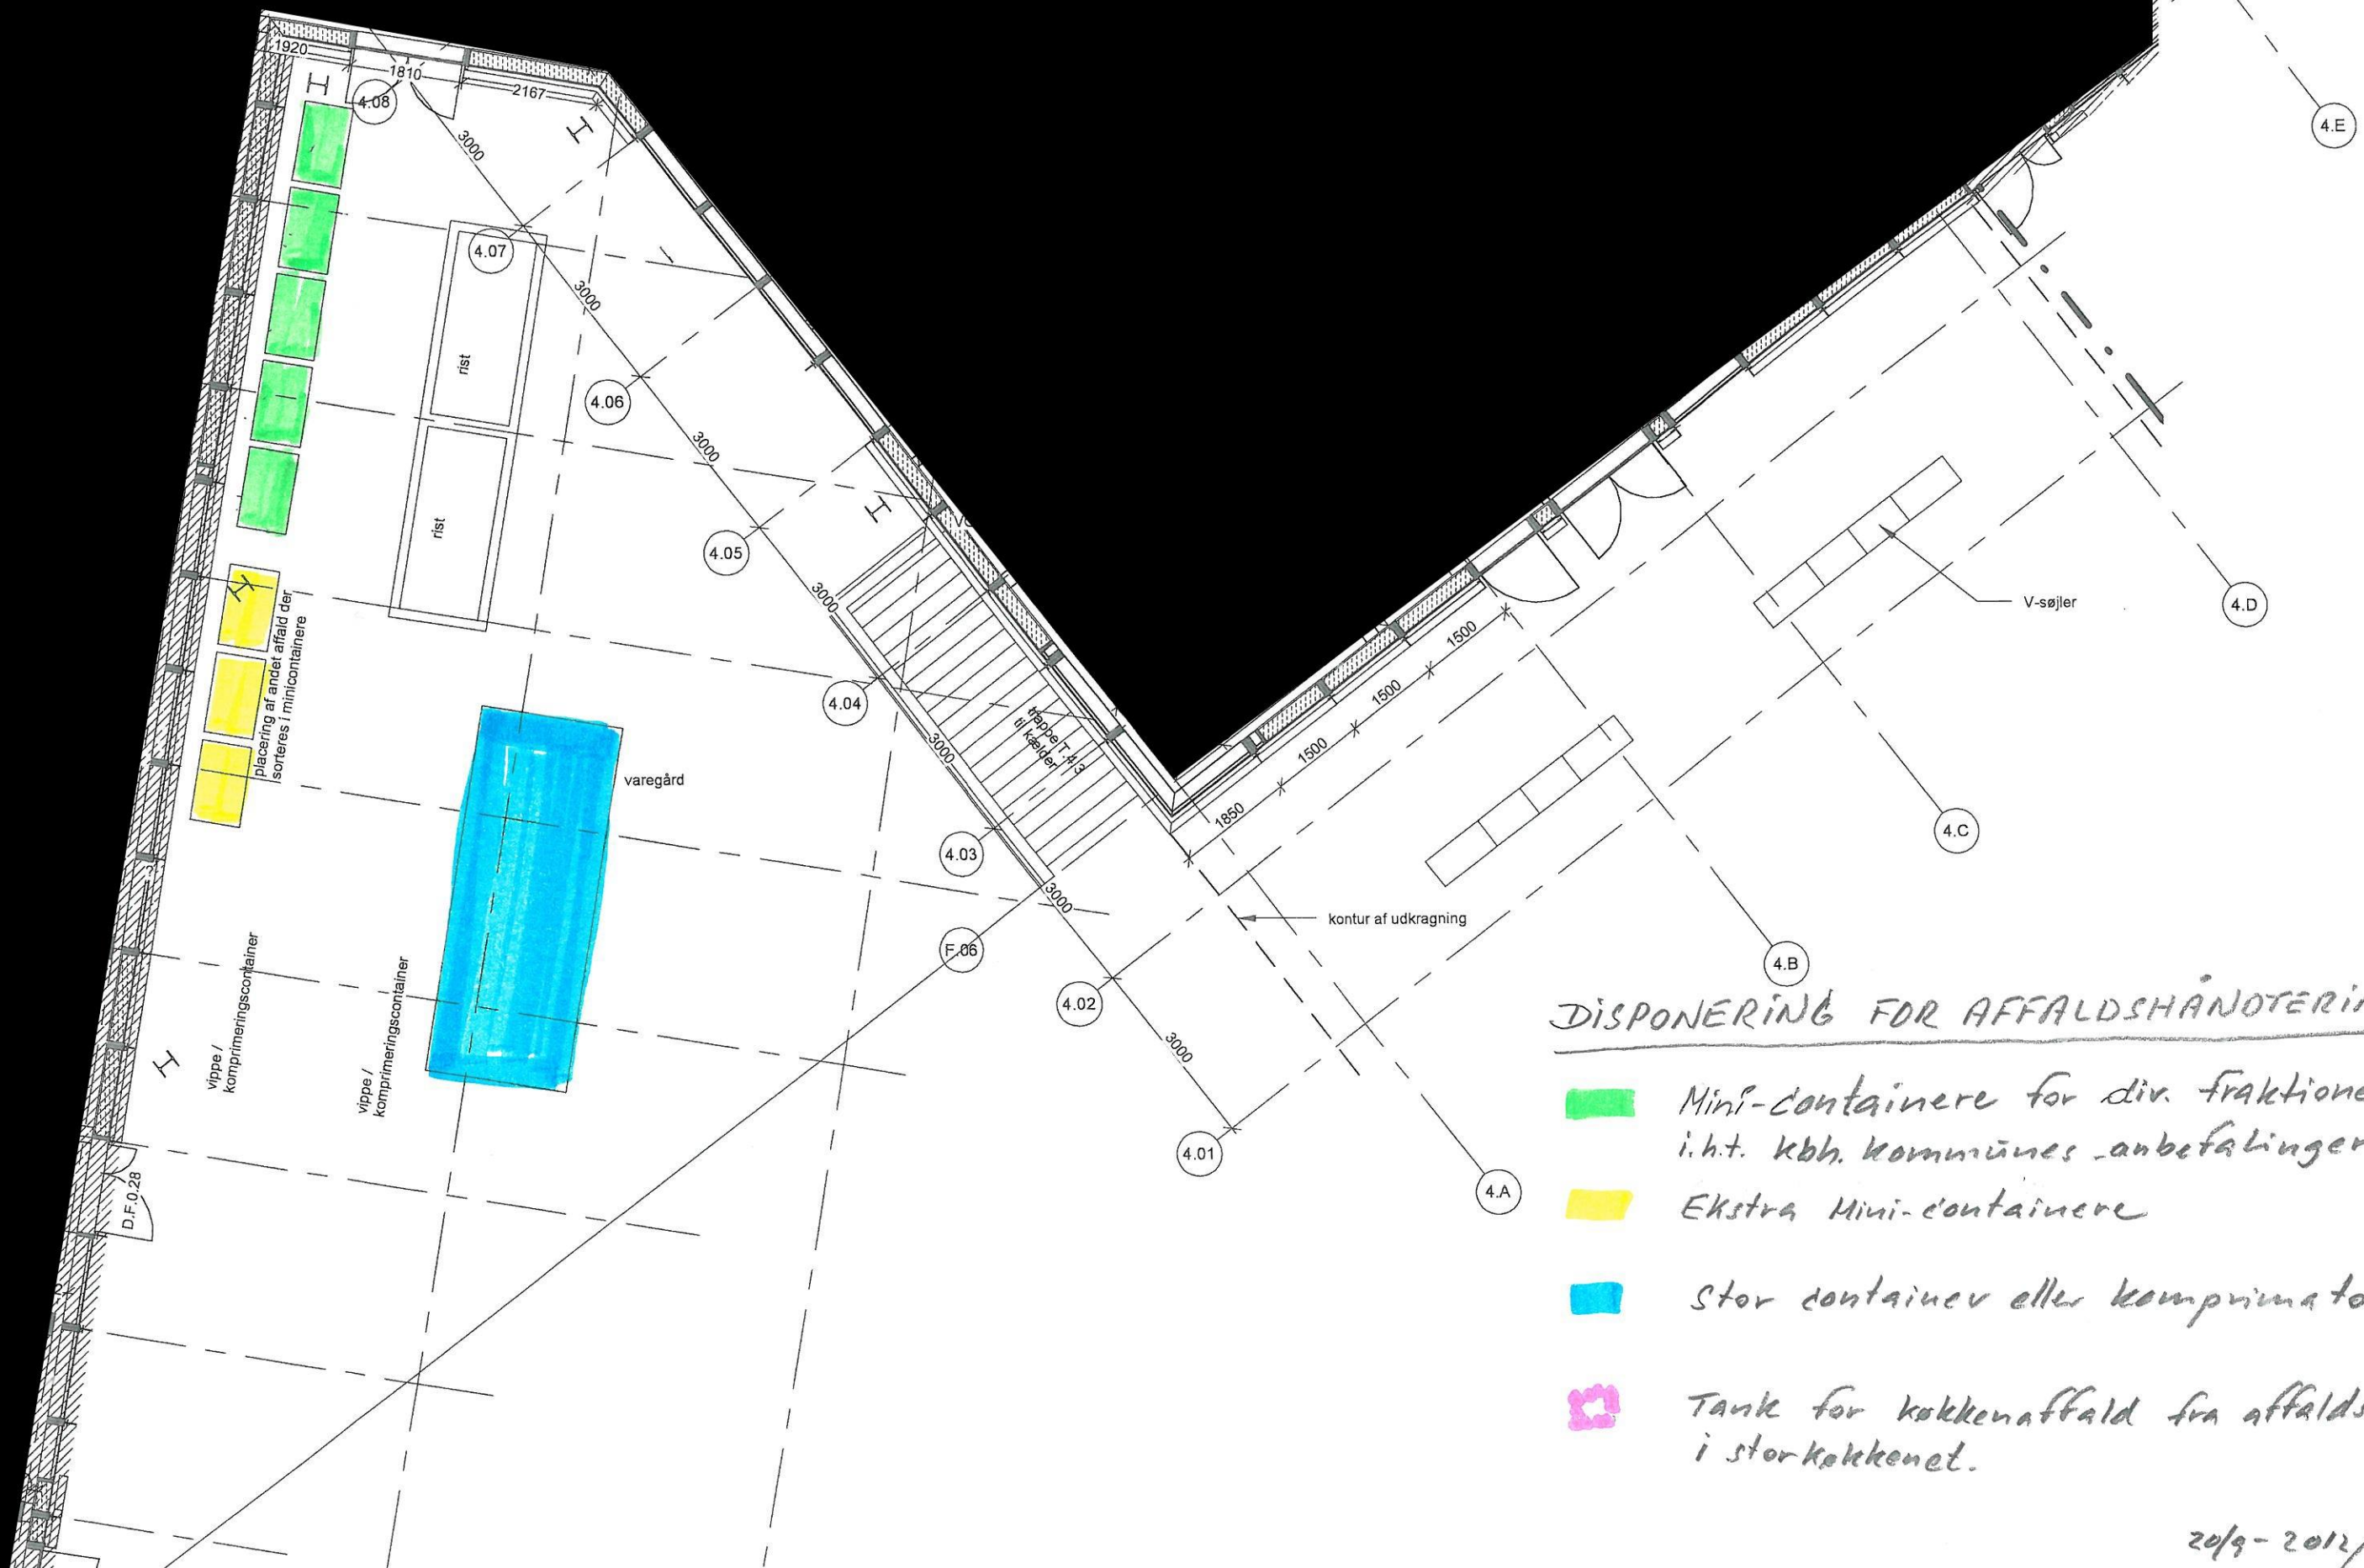 1920
1810
2167
4.08
3000
4.E
4.07
3000
rist
4.06
3000
rist
4.05
3000
placering af andet affald der
sorteres i minicontainere
V-søjler
4.D
1500
4.04
1500
trappe T.4.3
til kælder
3000
1500
varegård
1850
4.C
4.03
3000
kontur af udkragning
F.06
4.B
vippe /
komprimeringscontainer
vippe /
komprimeringscontainer
4.02
3000
4.01
4.A
D.F.0.28
DISPONERING FOR AFFALDSHÅNDTERIN
Mini-containere for div. fraktione
i.h.t. kbh. kommunes anbefalinger
Ekstra Mini-containere
Stor container eller komprimato
Tank for køkkenaffald fra affalds
i storkøkkenet.
20/9-2012/